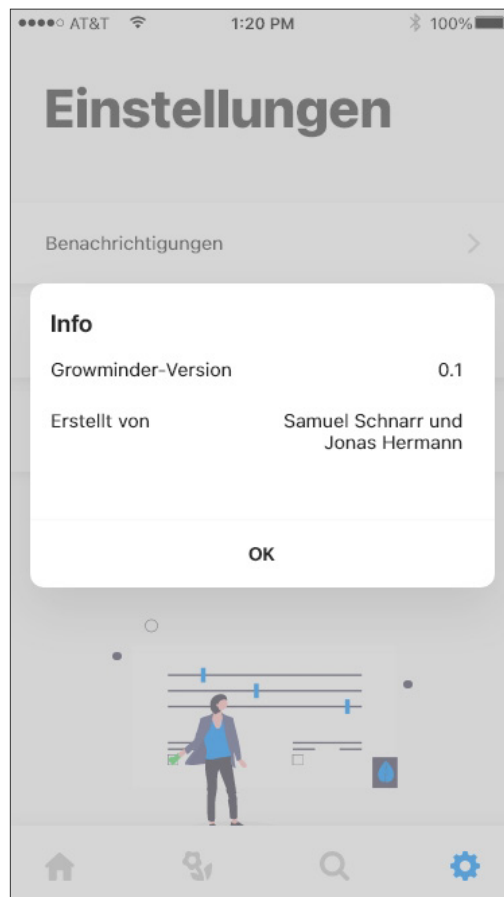 AT&T 1:20 PM 100%
Einstellungen
Benachrichtigungen
Info
Growminder-Version 0.1
Erstellt von Samuel Schnarr und
Jonas Hermann
OK